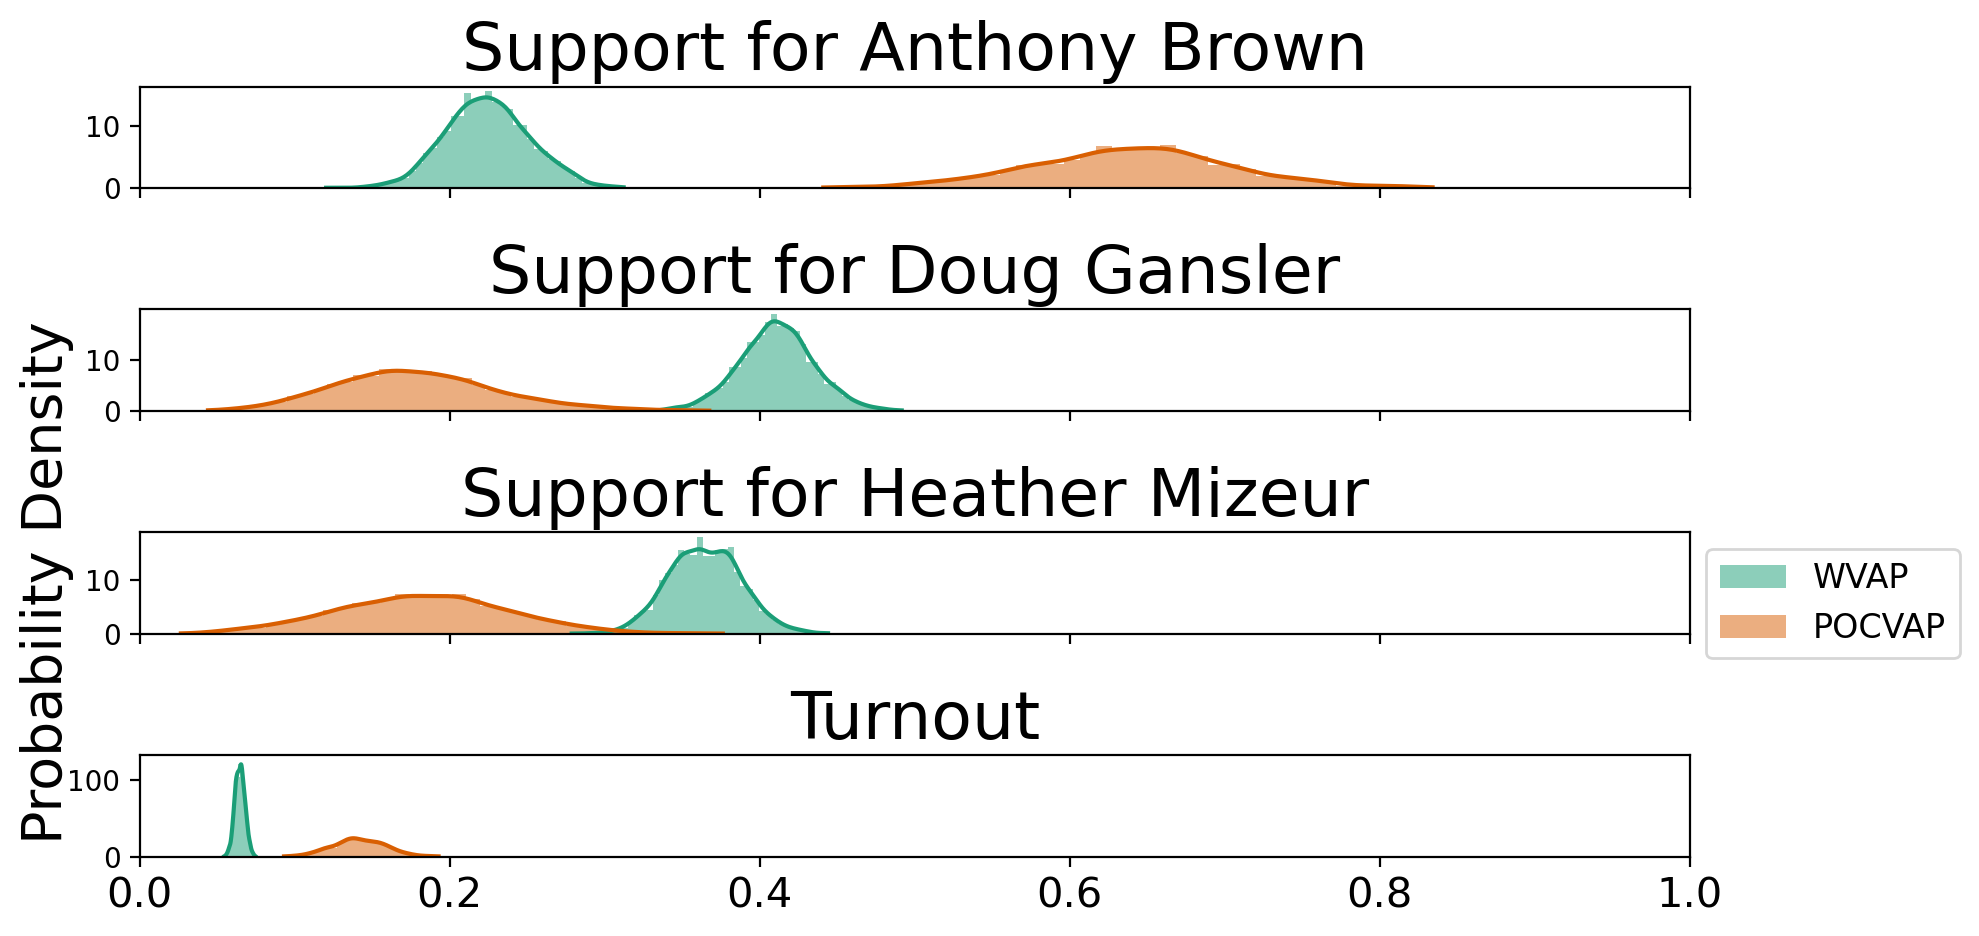 Support for Anthony Brown
10
0
Support for Doug Gansler
10
0
Support for Heather Mizeur
10
0
Turnout
100
0
0.0 0.2 0.4 0.6 0.8 1.0
Probability Density
WVAP
POCVAP